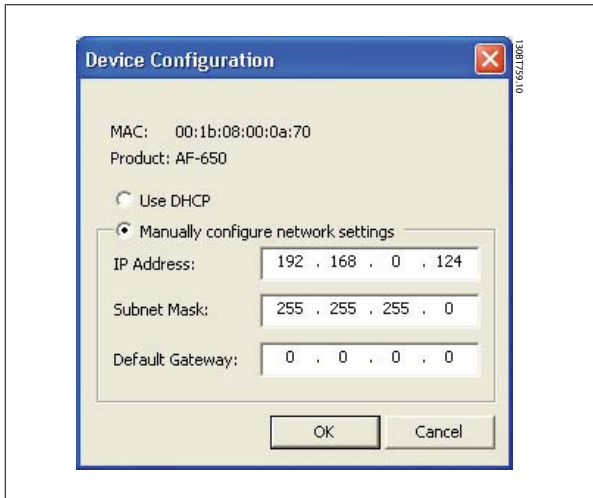 Device Configuration
130BT759.10
MAC: 00:1b:08:00:0a:70
Product: AF-650
Use DHCP
Manually configure network settings
IP Address: 192 . 168 . 0 . 124
Subnet Mask: 255 . 255 . 255 . 0
Default Gateway: 0 . 0 . 0 . 0
OK Cancel